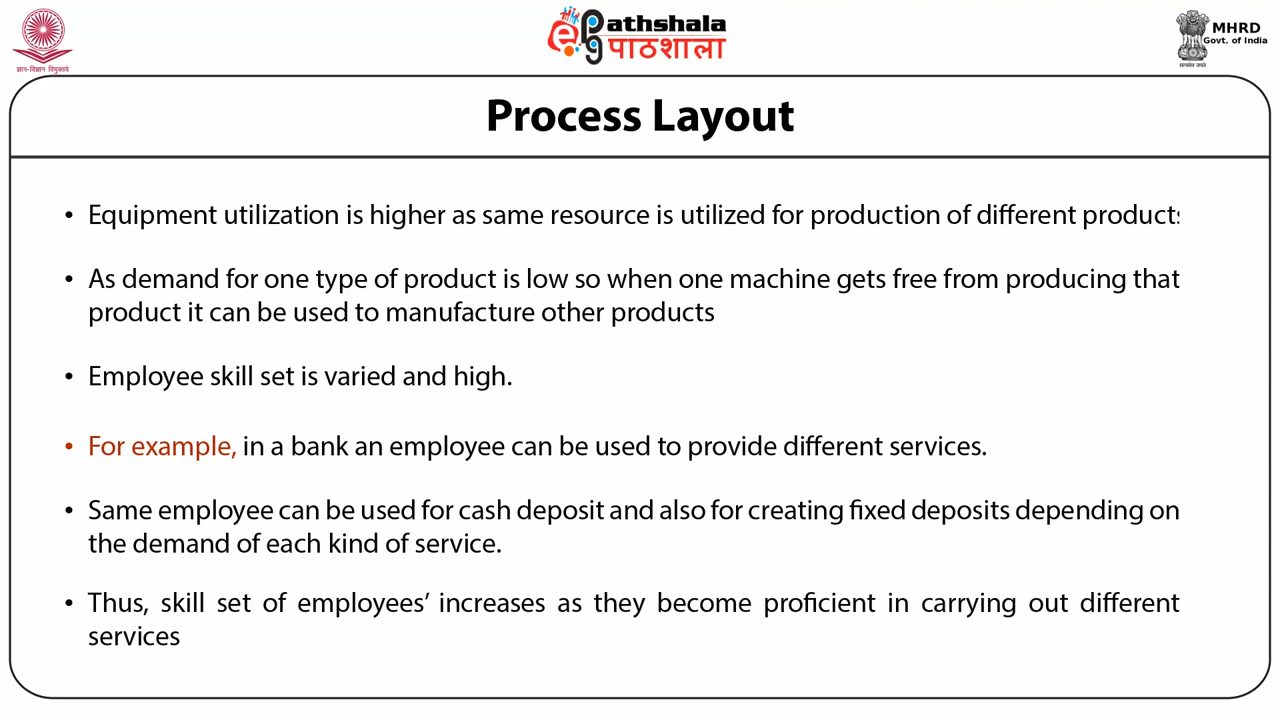 ज्ञान-विज्ञान विमुक्तये
epgathshala
पाठशाला
MHRD
Govt. of India
सत्यमेव जयते
Process Layout
• Equipment utilization is higher as same resource is utilized for production of different products
• As demand for one type of product is low so when one machine gets free from producing that
product it can be used to manufacture other products
• Employee skill set is varied and high.
• For example, in a bank an employee can be used to provide different services.
• Same employee can be used for cash deposit and also for creating fixed deposits depending on
the demand of each kind of service.
• Thus, skill set of employees’ increases as they become proficient in carrying out different
services